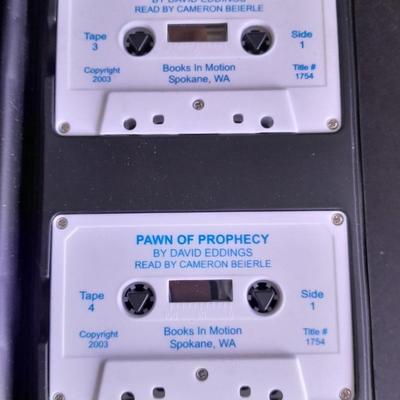 BY DAVID EDDINGS
READ BY CAMERON BEIERLE
Tape Side
3 1
Copyright Books In Motion Title #
2003 Spokane, WA 1754
PAWN OF PROPHECY
BY DAVID EDDINGS
READ BY CAMERON BEIERLE
Tape Side
4 1
Copyright Books In Motion Title #
2003 Spokane, WA 1754